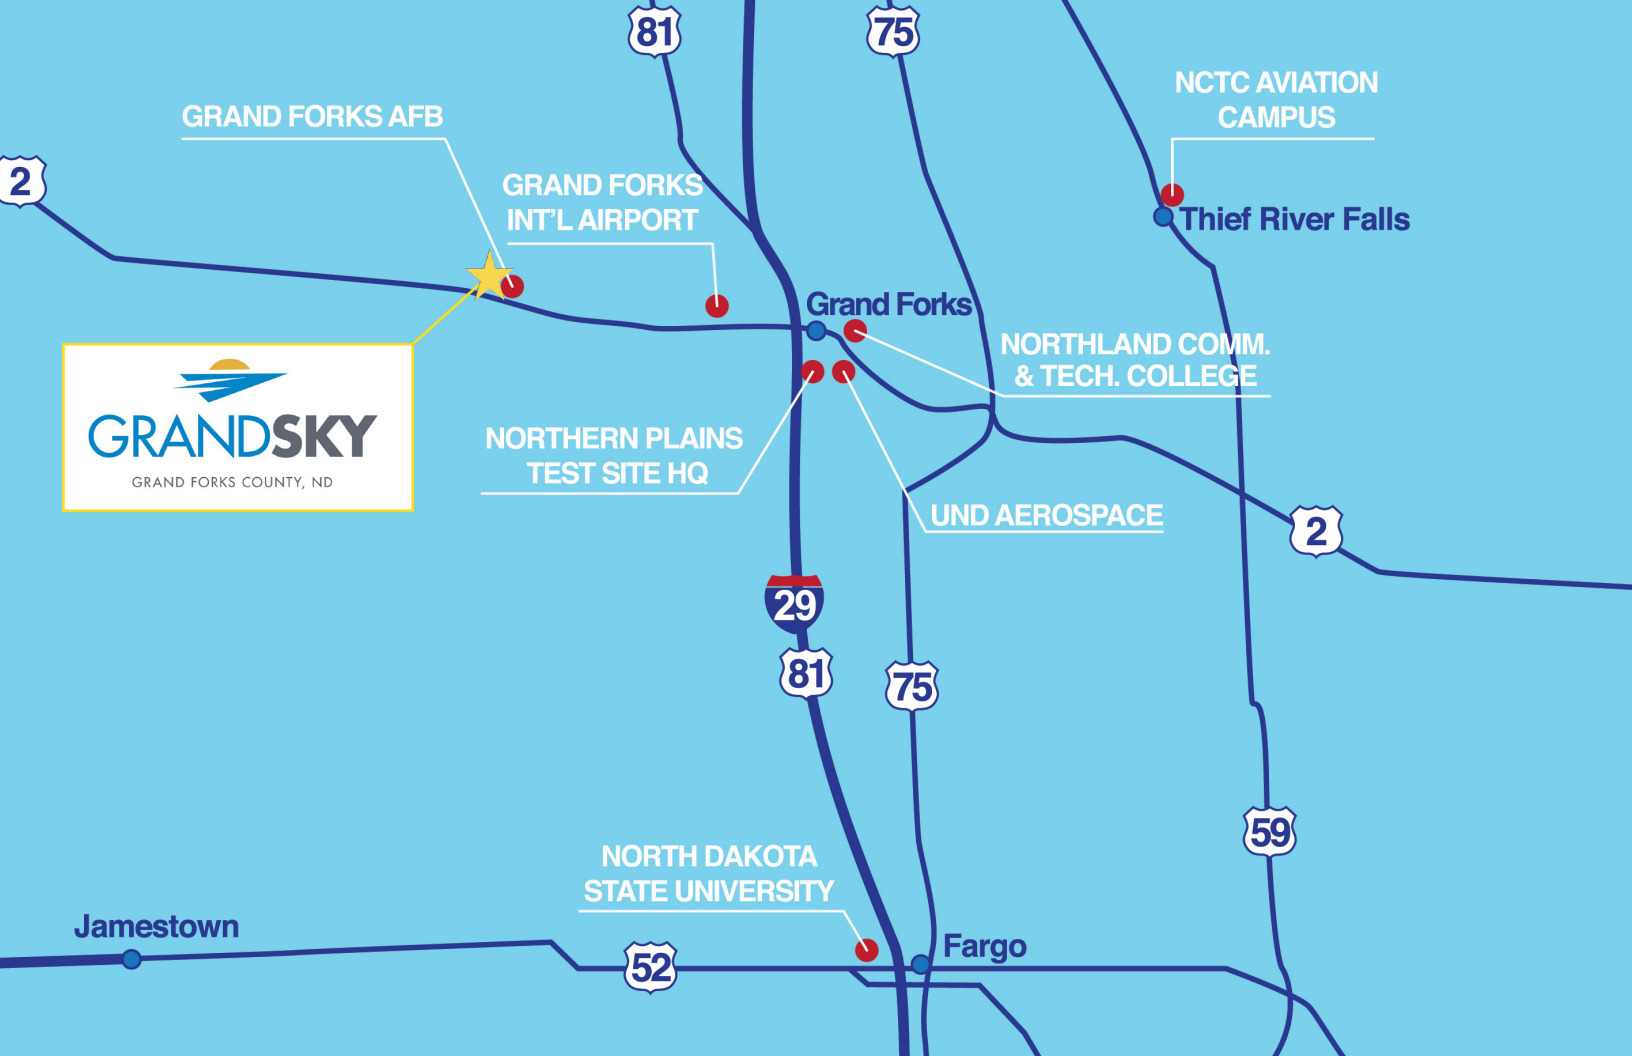 81
75
NCTC AVIATION
CAMPUS
GRAND FORKS AFB
2
GRAND FORKS
INT'L AIRPORT
Thief River Falls
Grand Forks
NORTHLAND COMM.
& TECH. COLLEGE
GRANDSKY
GRAND FORKS COUNTY, ND
NORTHERN PLAINS
TEST SITE HQ
UND AEROSPACE
2
29
81
75
59
NORTH DAKOTA
STATE UNIVERSITY
Jamestown
52
Fargo